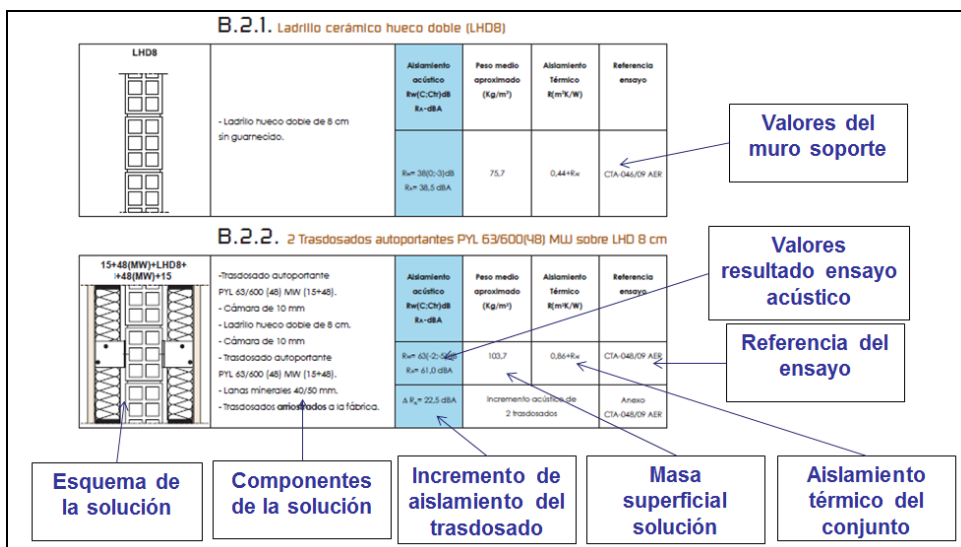 B.2.1. Ladrillo cerámico hueco doble (LHD8)
LHD8
- Ladrillo hueco doble de 8 cm
sin guarnecido.
Aislamiento
acústico
Rw(C;Ctr)dB
RA-dBA
Peso medio
aproximado
(Kg/m²)
Aislamiento
Térmico
R(m²K/W)
Referencia
ensayo
Rw= 38(0;-3)dB
RA= 38,5 dBA
75,7
0,44+Rse
CTA-046/09 AER
Valores del
muro soporte
B.2.2. 2 Trasdosados autoportantes PYL 63/600(48) MW sobre LHD 8 cm
15+48(MW)+LHD8+
+48(MW)+15
-Trasdosado autoportante
PYL 63/600 (48) MW (15+48).
- Cámara de 10 mm
- Ladrillo hueco doble de 8 cm.
- Cámara de 10 mm
- Trasdosado autoportante
PYL 63/600 (48) MW (15+48).
- Lanas minerales 40/50 mm.
- Trasdosados arriostrados a la fábrica.
Aislamiento
acústico
Rw(C;Ctr)dB
RA-dBA
Peso medio
aproximado
(Kg/m²)
Aislamiento
Térmico
R(m²K/W)
Referencia
ensayo
Rw= 63(-2;
RA= 61,0 dBA
103,7
0,86+
CTA-048/09 AER
Δ RA= 22,5 dBA
Incremento acústico de
2 trasdosados
Anexo
CTA-048/09 AER
Valores
resultado ensayo
acústico
Referencia del
ensayo
Esquema de
la solución
Componentes
de la solución
Incremento de
aislamiento del
trasdosado
Masa
superficial
solución
Aislamiento
térmico del
conjunto